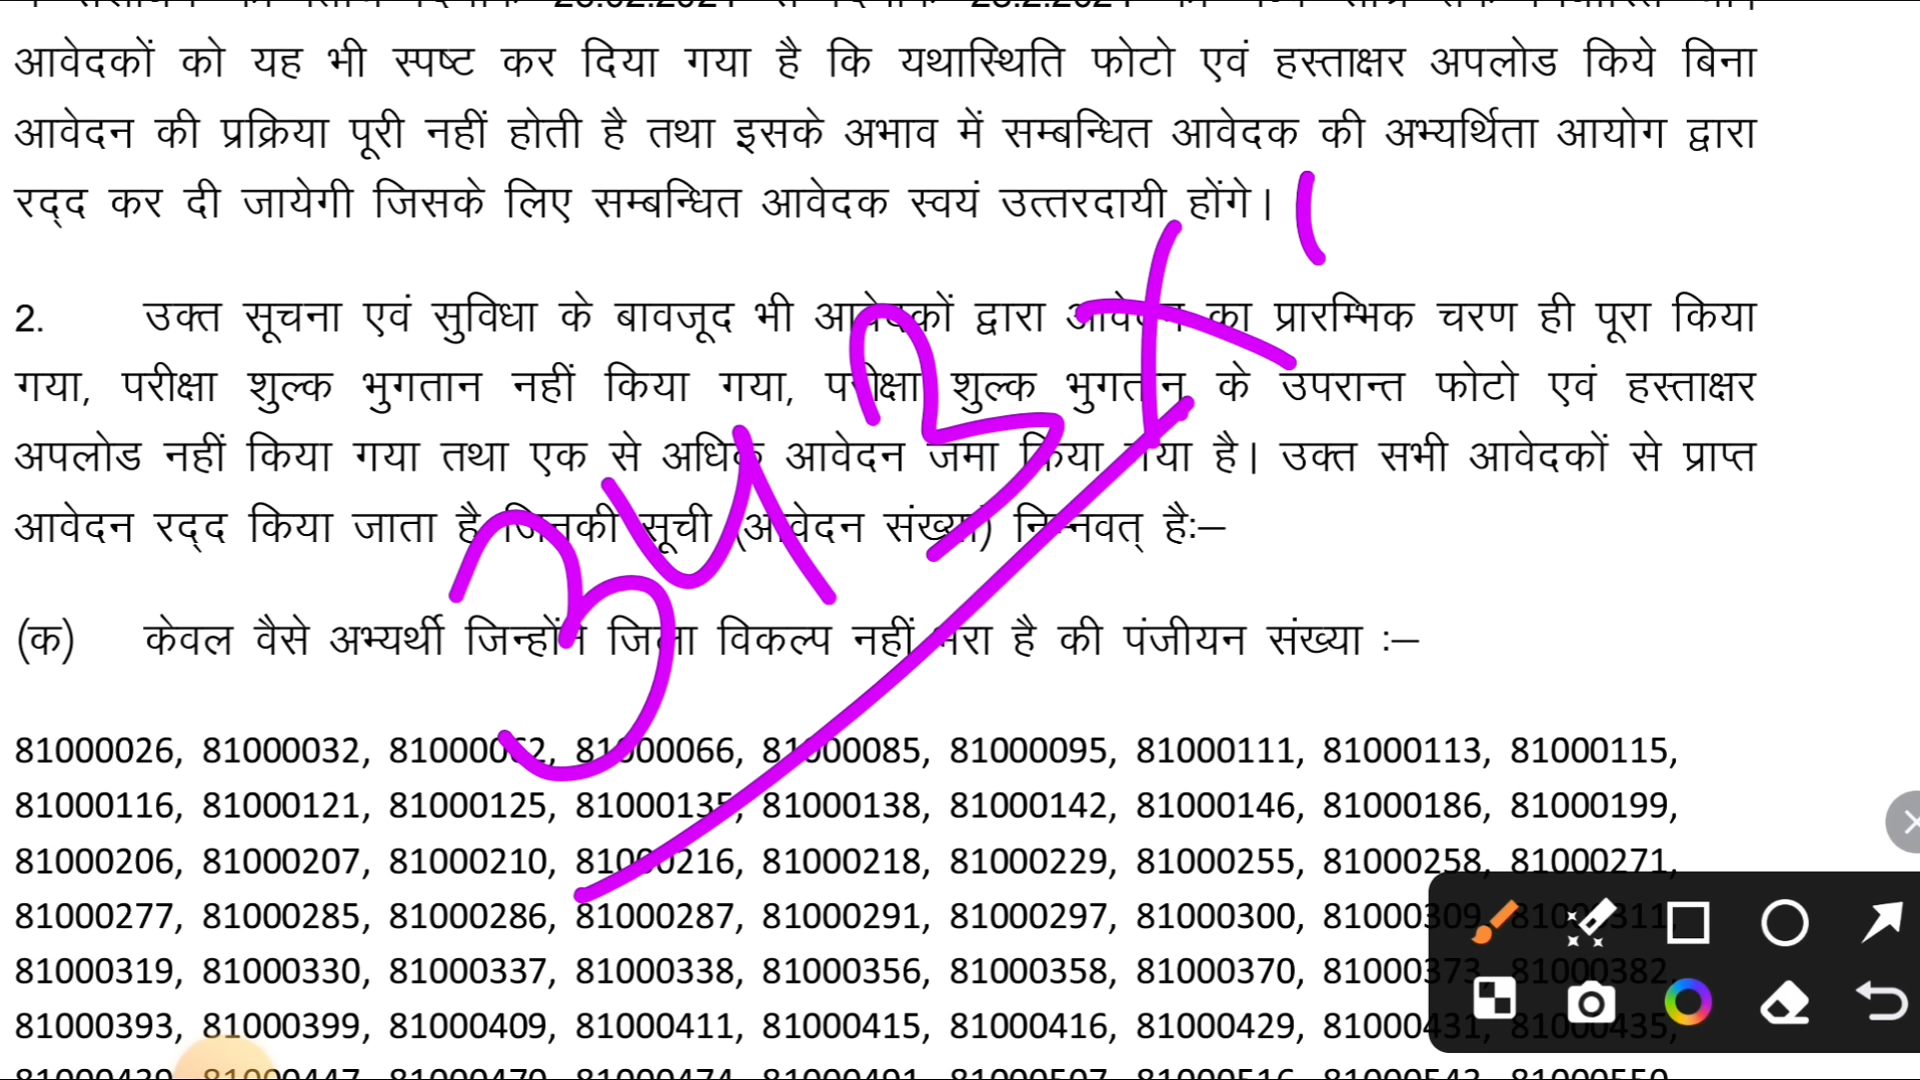 आवेदकों को यह भी स्पष्ट कर दिया गया है कि यथास्थिति फोटो एवं हस्ताक्षर अपलोड किये बिना
आवेदन की प्रक्रिया पूरी नहीं होती है तथा इसके अभाव में सम्बन्धित आवेदक की अभ्यर्थिता आयोग द्वारा
रद्द कर दी जायेगी जिसके लिए सम्बन्धित आवेदक स्वयं उत्तरदायी होंगे।
2. उक्त सूचना एवं सुविधा के बावजूद भी आवेदकों द्वारा आवेदन का प्रारम्भिक चरण ही पूरा किया
गया, परीक्षा शुल्क भुगतान नहीं किया गया, परीक्षा शुल्क भुगतान के उपरान्त फोटो एवं हस्ताक्षर
अपलोड नहीं किया गया तथा एक से अधिक आवेदन जमा किया गया है। उक्त सभी आवेदकों से प्राप्त
आवेदन रद्द किया जाता है जिनकी सूची (आवेदन संख्या) निम्नवत् हैः—
(क) केवल वैसे अभ्यर्थी जिन्होंने जिला विकल्प नहीं भरा है की पंजीयन संख्या :—
81000026, 81000032, 81000066, 81000085, 81000095, 81000111, 81000113, 81000115,
81000116, 81000121, 81000125, 81000135, 81000138, 81000142, 81000146, 81000186, 81000199,
81000206, 81000207, 81000210, 81000216, 81000218, 81000229, 81000255, 81000258, 81000271,
81000277, 81000285, 81000286, 81000287, 81000291, 81000297, 81000300, 81000309, 81000311,
81000319, 81000330, 81000337, 81000338, 81000356, 81000358, 81000370, 81000373, 81000382,
81000393, 81000399, 81000409, 81000411, 81000415, 81000416, 81000429, 81000431, 81000435,